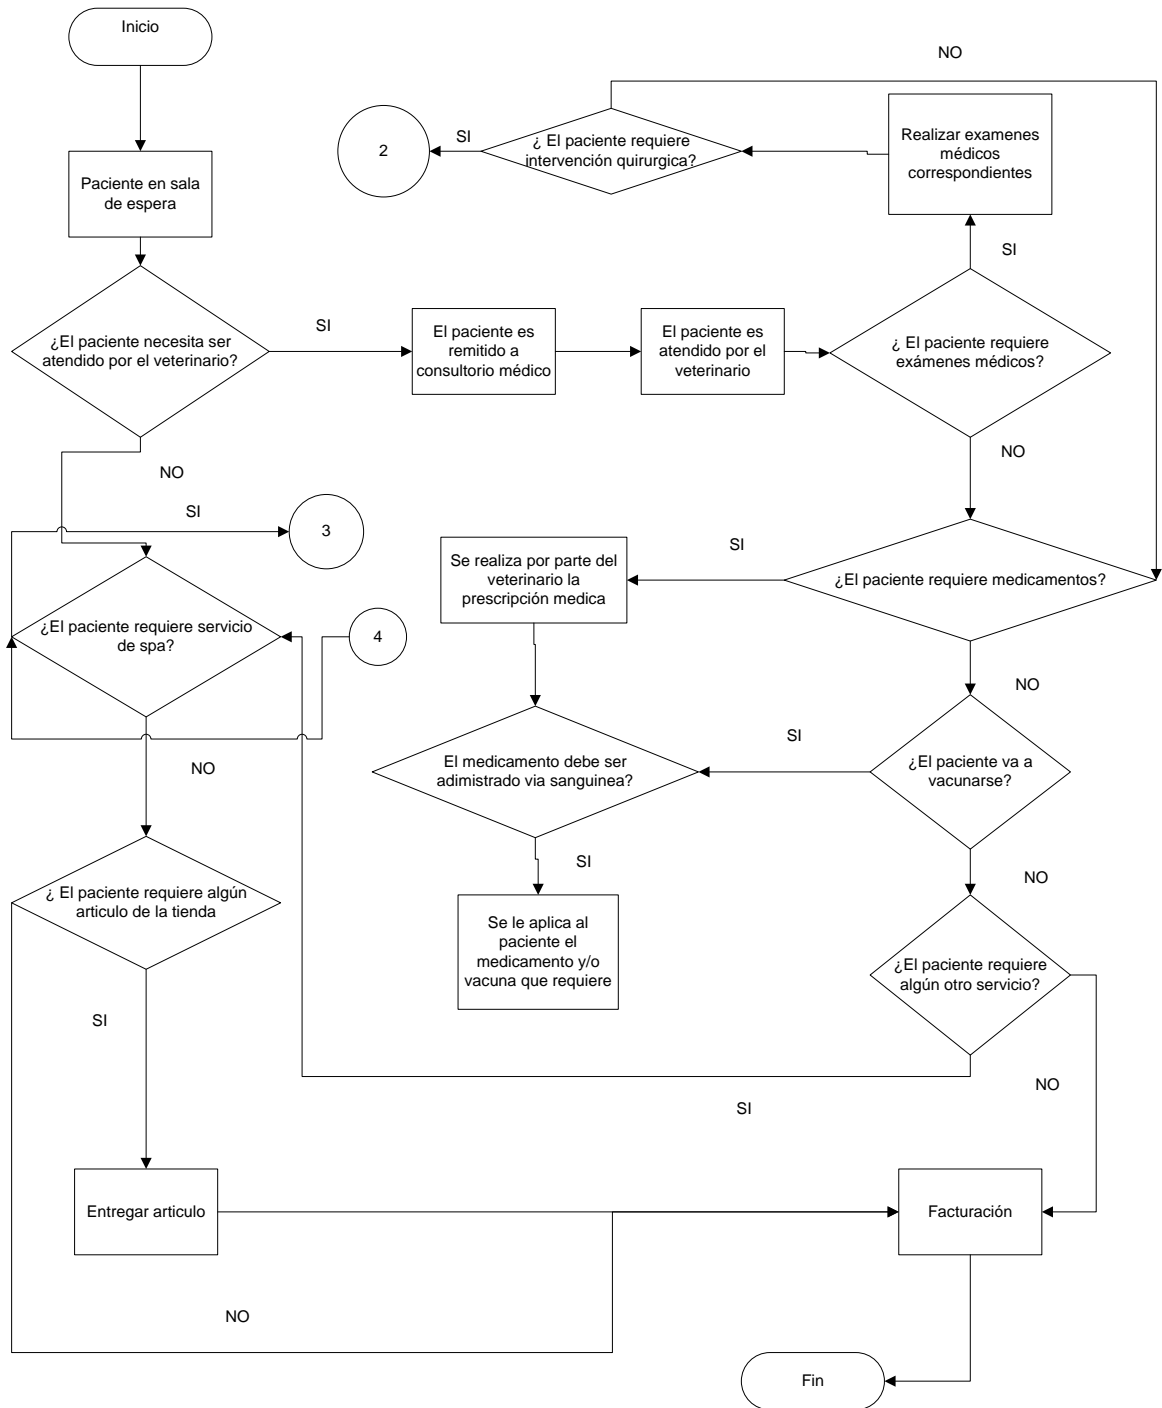 Inicio
NO
2
SI
¿ El paciente requiere
intervención quirurgica?
Realizar examenes
médicos
correspondientes
Paciente en sala
de espera
SI
¿El paciente necesita ser
atendido por el veterinario?
SI
El paciente es
remitido a
consultorio médico
El paciente es
atendido por el
veterinario
¿ El paciente requiere
exámenes médicos?
NO
NO
SI
3
SI
Se realiza por parte del
veterinario la
prescripción medica
¿El paciente requiere medicamentos?
¿El paciente requiere servicio
de spa?
4
NO
SI
NO
El medicamento debe ser
adimistrado via sanguinea?
¿El paciente va a
vacunarse?
SI
NO
¿ El paciente requiere algún
articulo de la tienda
Se le aplica al
paciente el
medicamento y/o
vacuna que requiere
¿El paciente requiere
algún otro servicio?
SI
NO
SI
Entregar articulo
Facturación
NO
Fin